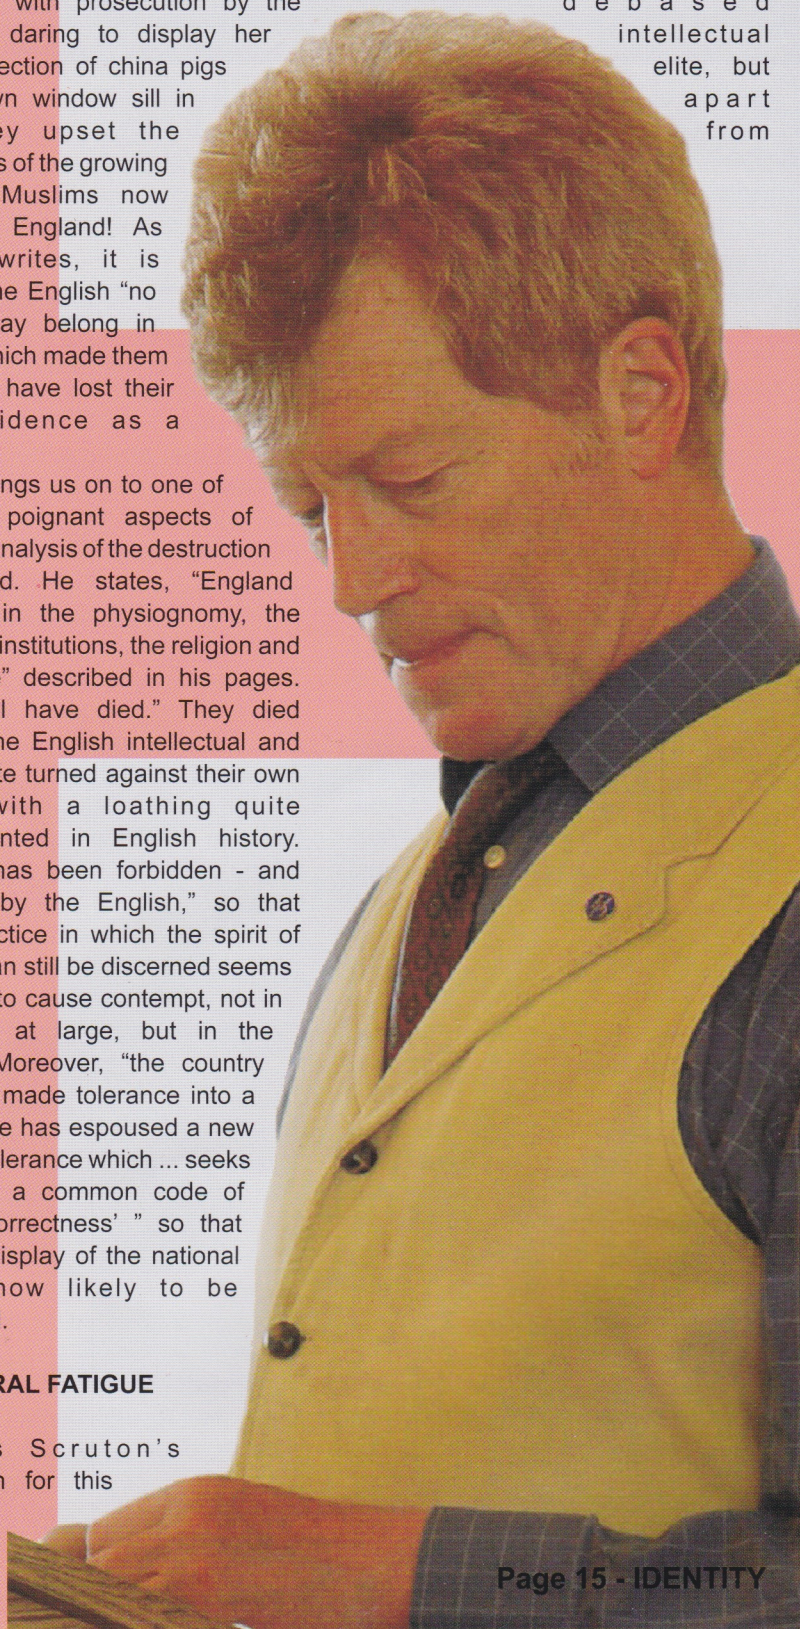 with prosecution by the
daring to display her
ection of china pigs
n window sill in
ey upset the
s of the growing
Muslims now
England! As
writes, it is
he English “no
ay belong in
hich made them
have lost their
idence as a
ngs us on to one of
poignant aspects of
nalysis of the destruction
d. He states, “England
in the physiognomy, the
institutions, the religion and
” described in his pages.
l have died.” They died
he English intellectual and
te turned against their own
with a loathing quite
nted in English history.
has been forbidden - and
by the English,” so that
ctice in which the spirit of
an still be discerned seems
to cause contempt, not in
at large, but in the
Moreover, “the country
made tolerance into a
e has espoused a new
lerance which ... seeks
a common code of
orrectness’ ” so that
isplay of the national
now likely to be
.
RAL FATIGUE
s Scruton’s
n for this
debased
intellectual
elite, but
apart
from
Page 15 - IDENTITY